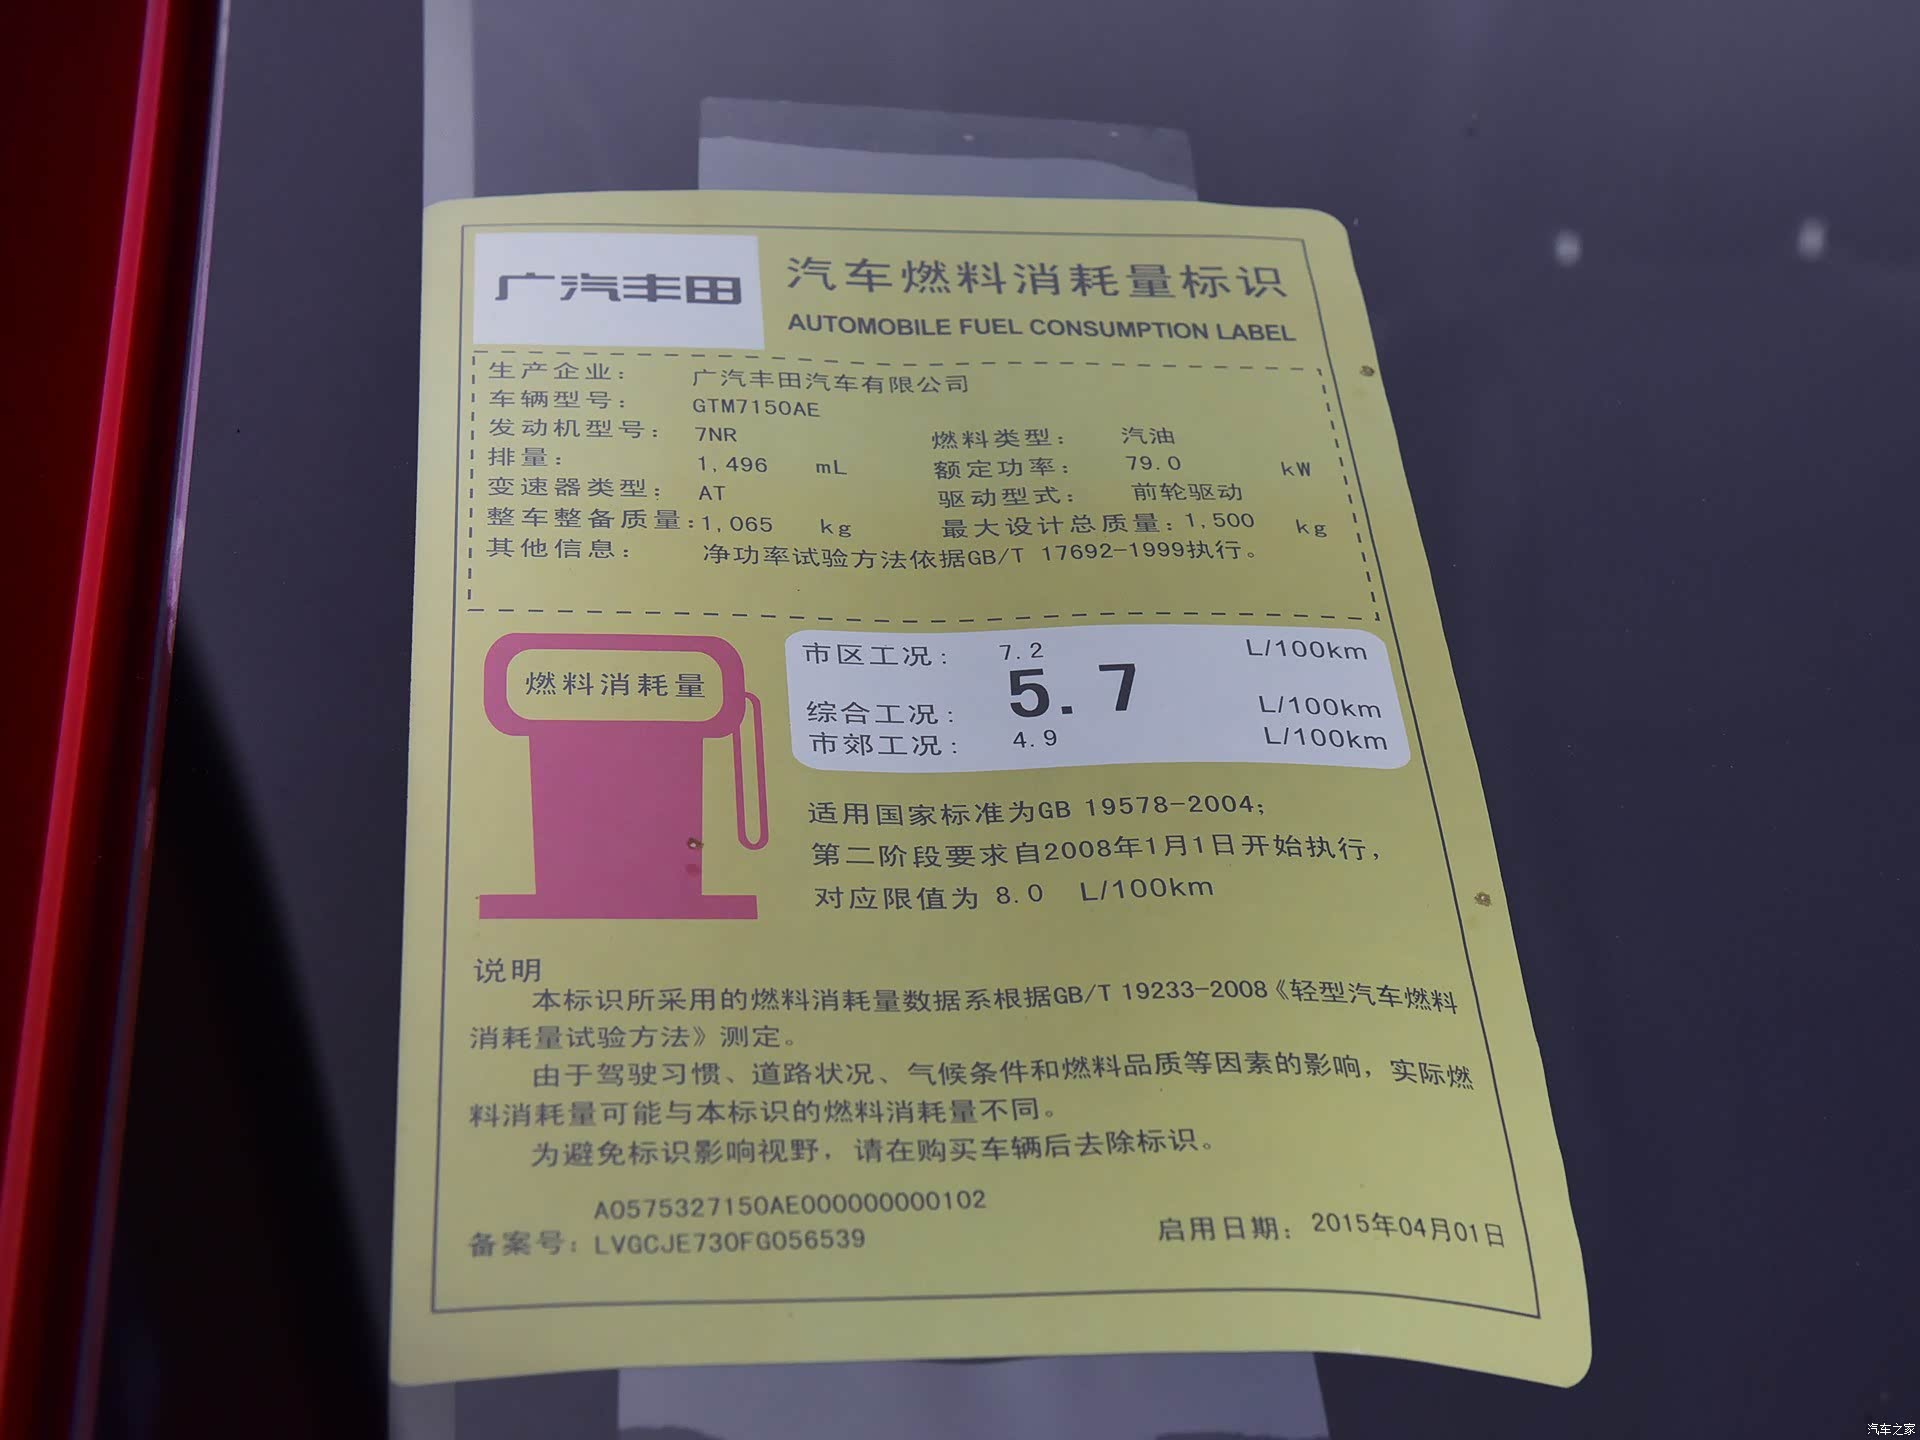 广汽丰田
汽车燃料消耗量标识
AUTOMOBILE FUEL CONSUMPTION LABEL
生产企业： 广汽丰田汽车有限公司
车辆型号： GTM7150AE
发动机型号： 7NR 燃料类型： 汽油
排量： 1,496 mL 额定功率： 79.0 kW
变速器类型： AT 驱动型式： 前轮驱动
整车整备质量：1,065 kg 最大设计总质量：1,500 kg
其他信息： 净功率试验方法依据GB/T 17692-1999执行。
燃料消耗量
市区工况： 7.2 L/100km
综合工况： 5.7 L/100km
市郊工况： 4.9 L/100km
适用国家标准为GB 19578-2004；
第二阶段要求自2008年1月1日开始执行，
对应限值为 8.0 L/100km
说明
本标识所采用的燃料消耗量数据系根据GB/T 19233-2008《轻型汽车燃料
消耗量试验方法》测定。
由于驾驶习惯、道路状况、气候条件和燃料品质等因素的影响，实际燃
料消耗量可能与本标识的燃料消耗量不同。
为避免标识影响视野，请在购买车辆后去除标识。
A0575327150AE000000000102
备案号：LVGCJE730FG056539 启用日期：2015年04月01日
汽车之家